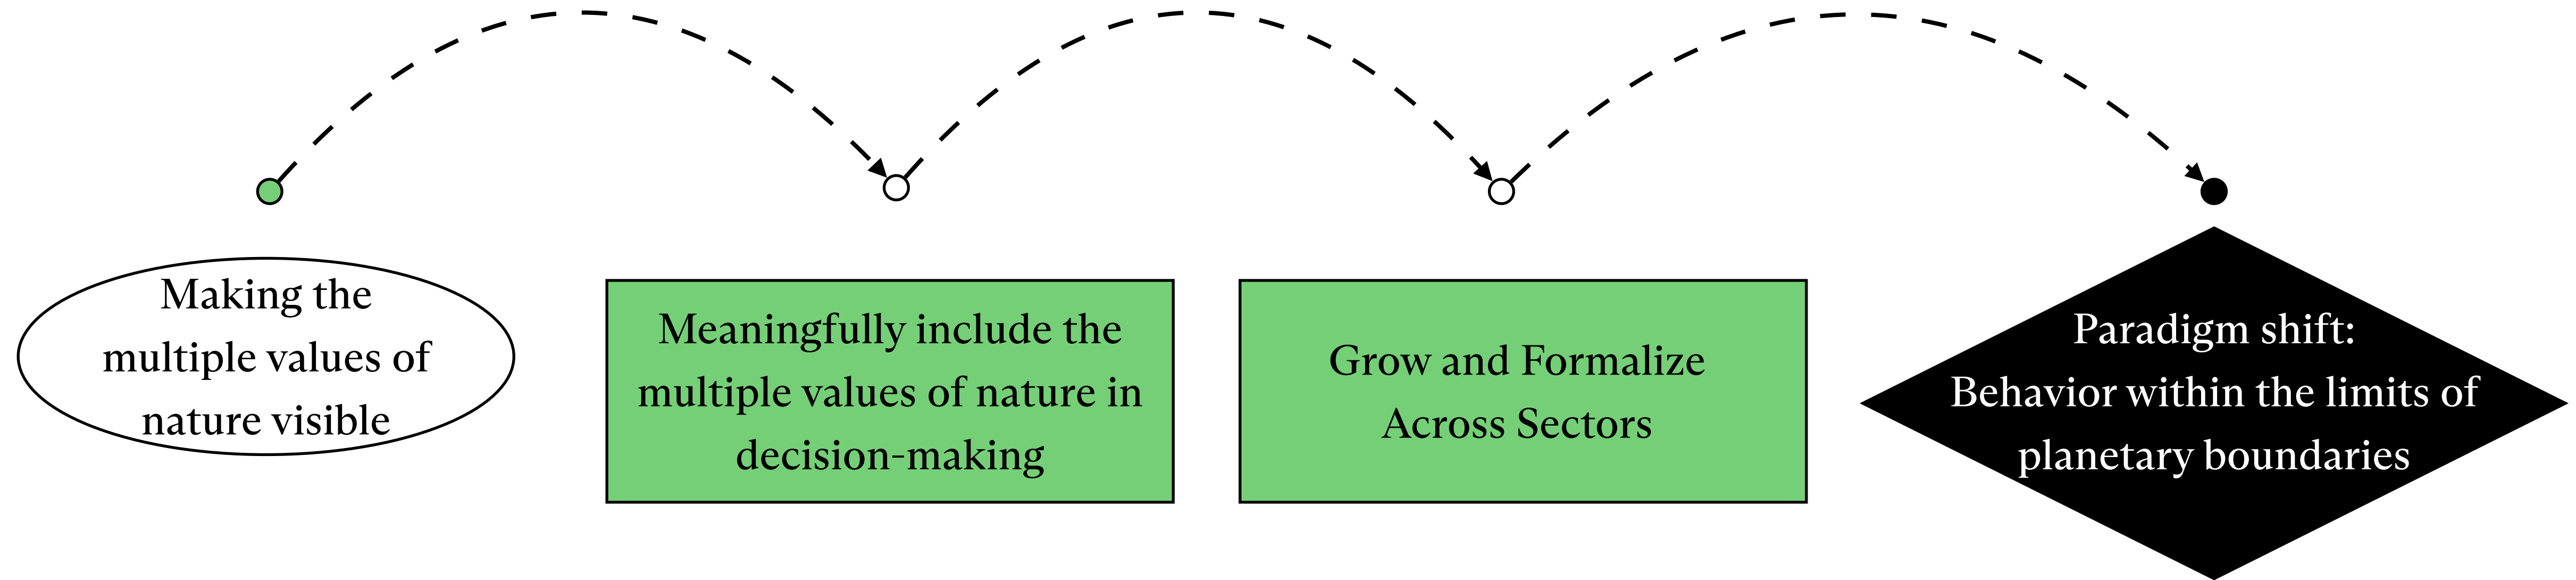 Making the
multiple values of
nature visible
Meaningfully include the
multiple values of nature in
decision-making
Grow and Formalize
Across Sectors
Paradigm shift:
Behavior within the limits of
planetary boundaries